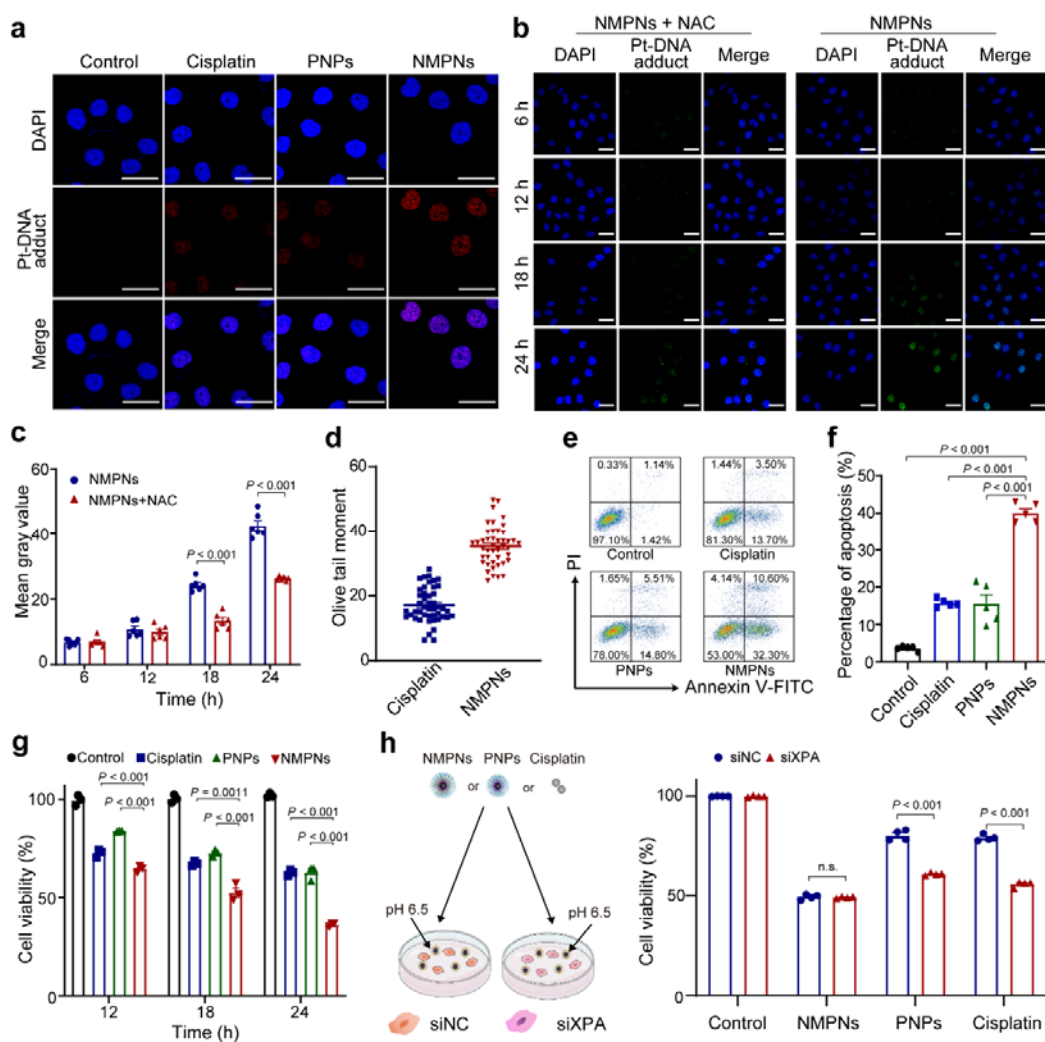 a
Control Cisplatin PNPs NMPNs
DAPI
Pt-DNA
adduct
Merge
b
NMPNs + NAC NMPNs
DAPI Pt-DNA adduct Merge DAPI Pt-DNA adduct Merge
6 h
12 h
18 h
24 h
c
Mean gray value
60
40
20
0
NMPNs
NMPNs+NAC
P < 0.001
P < 0.001
6 12 18 24
Time (h)
d
Olive tail moment
60
40
20
0
Cisplatin NMPNs
e
0.33% 1.14%
97.10% 1.42%
Control
1.44% 3.50%
81.30% 13.70%
Cisplatin
1.65% 5.51%
78.00% 14.80%
PNPs
4.14% 10.60%
53.00% 32.30%
NMPNs
PI
Annexin V-FITC
f
Percentage of apoptosis (%)
60
40
20
0
P < 0.001
P < 0.001
P < 0.001
Control Cisplatin PNPs NMPNs
g
Control Cisplatin PNPs NMPNs
Cell viability (%)
100
50
0
P < 0.001
P < 0.001
P = 0.0011
P < 0.001
P < 0.001
P < 0.001
12 18 24
Time (h)
h
NMPNs or PNPs or Cisplatin
pH 6.5 pH 6.5
siNC siXPA
siNC siXPA
Cell viability (%)
100
50
0
n.s.
P < 0.001
P < 0.001
Control NMPNs PNPs Cisplatin